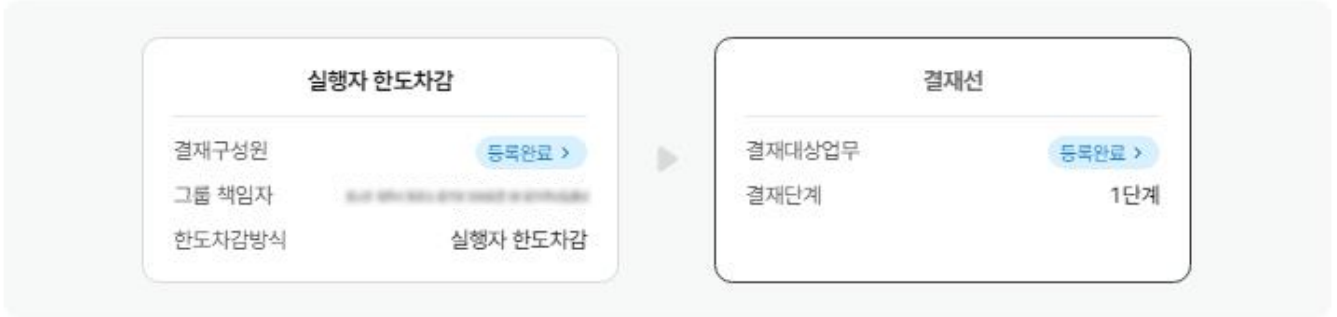 실행자 한도차감
결재구성원 등록완료 >
그룹 책임자
한도차감방식 실행자 한도차감
결재선
결재대상업무 등록완료 >
결재단계 1단계